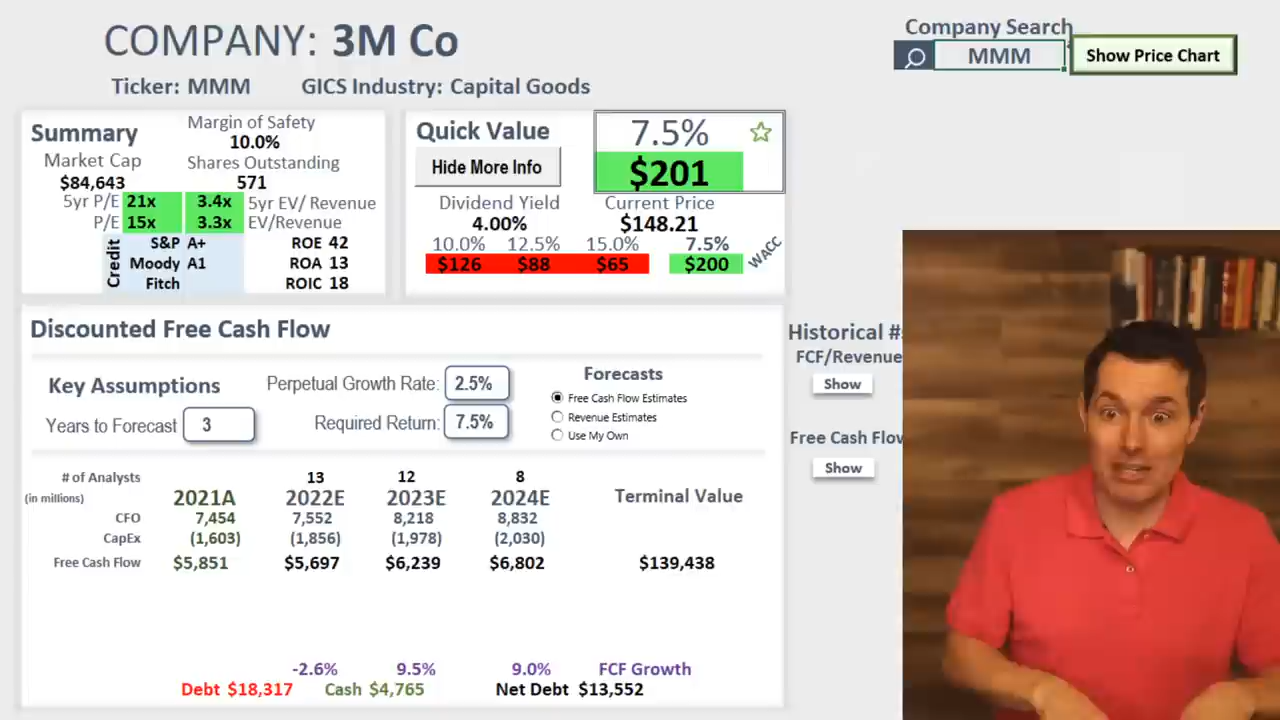 COMPANY: 3M Co
Company Search
MMM
Show Price Chart
Ticker: MMM
GICS Industry: Capital Goods
Summary
Margin of Safety
10.0%
Market Cap
Shares Outstanding
$84,643
571
5yr P/E 21x 3.4x 5yr EV/ Revenue
P/E 15x 3.3x EV/Revenue
Credit
S&P A+ ROE 42
Moody A1 ROA 13
Fitch ROIC 18
Quick Value
7.5%
Hide More Info
$201
Dividend Yield
Current Price
4.00%
$148.21
10.0% 12.5% 15.0% 7.5%
$126 $88 $65 $200
WACC
Discounted Free Cash Flow
Key Assumptions
Perpetual Growth Rate: 2.5%
Years to Forecast 3
Required Return: 7.5%
Forecasts
Free Cash Flow Estimates
Revenue Estimates
Use My Own
# of Analysts 13 12 8
(in millions) 2021A 2022E 2023E 2024E Terminal Value
CFO 7,454 7,552 8,218 8,832
CapEx (1,603) (1,856) (1,978) (2,030)
Free Cash Flow $5,851 $5,697 $6,239 $6,802 $139,438
-2.6% 9.5% 9.0% FCF Growth
Debt $18,317 Cash $4,765 Net Debt $13,552
Historical #
FCF/Revenue
Show
Free Cash Flow
Show